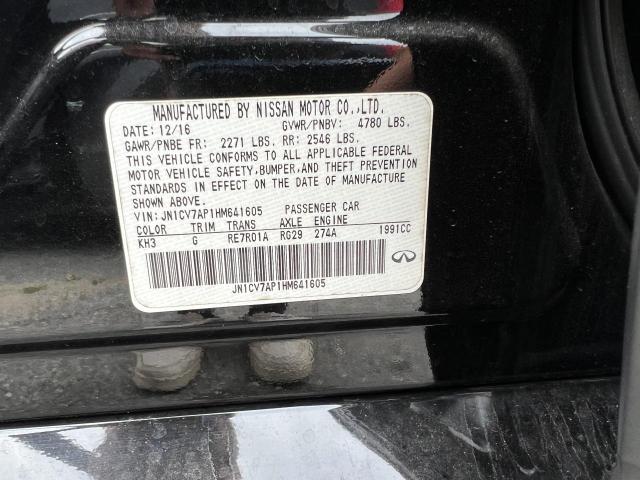 MANUFACTURED BY NISSAN MOTOR CO.,LTD.
DATE: 12/16 GVWR/PNBV: 4780 LBS.
GAWR/PNBE FR: 2271 LBS. RR: 2546 LBS.
THIS VEHICLE CONFORMS TO ALL APPLICABLE FEDERAL
MOTOR VEHICLE SAFETY,BUMPER,AND THEFT PREVENTION
STANDARDS IN EFFECT ON THE DATE OF MANUFACTURE
SHOWN ABOVE.
VIN: JN1CV7AP1HM641605 PASSENGER CAR
COLOR TRIM TRANS AXLE ENGINE
KH3 G RE7R01A RG29 274A 1991CC
JN1CV7AP1HM641605